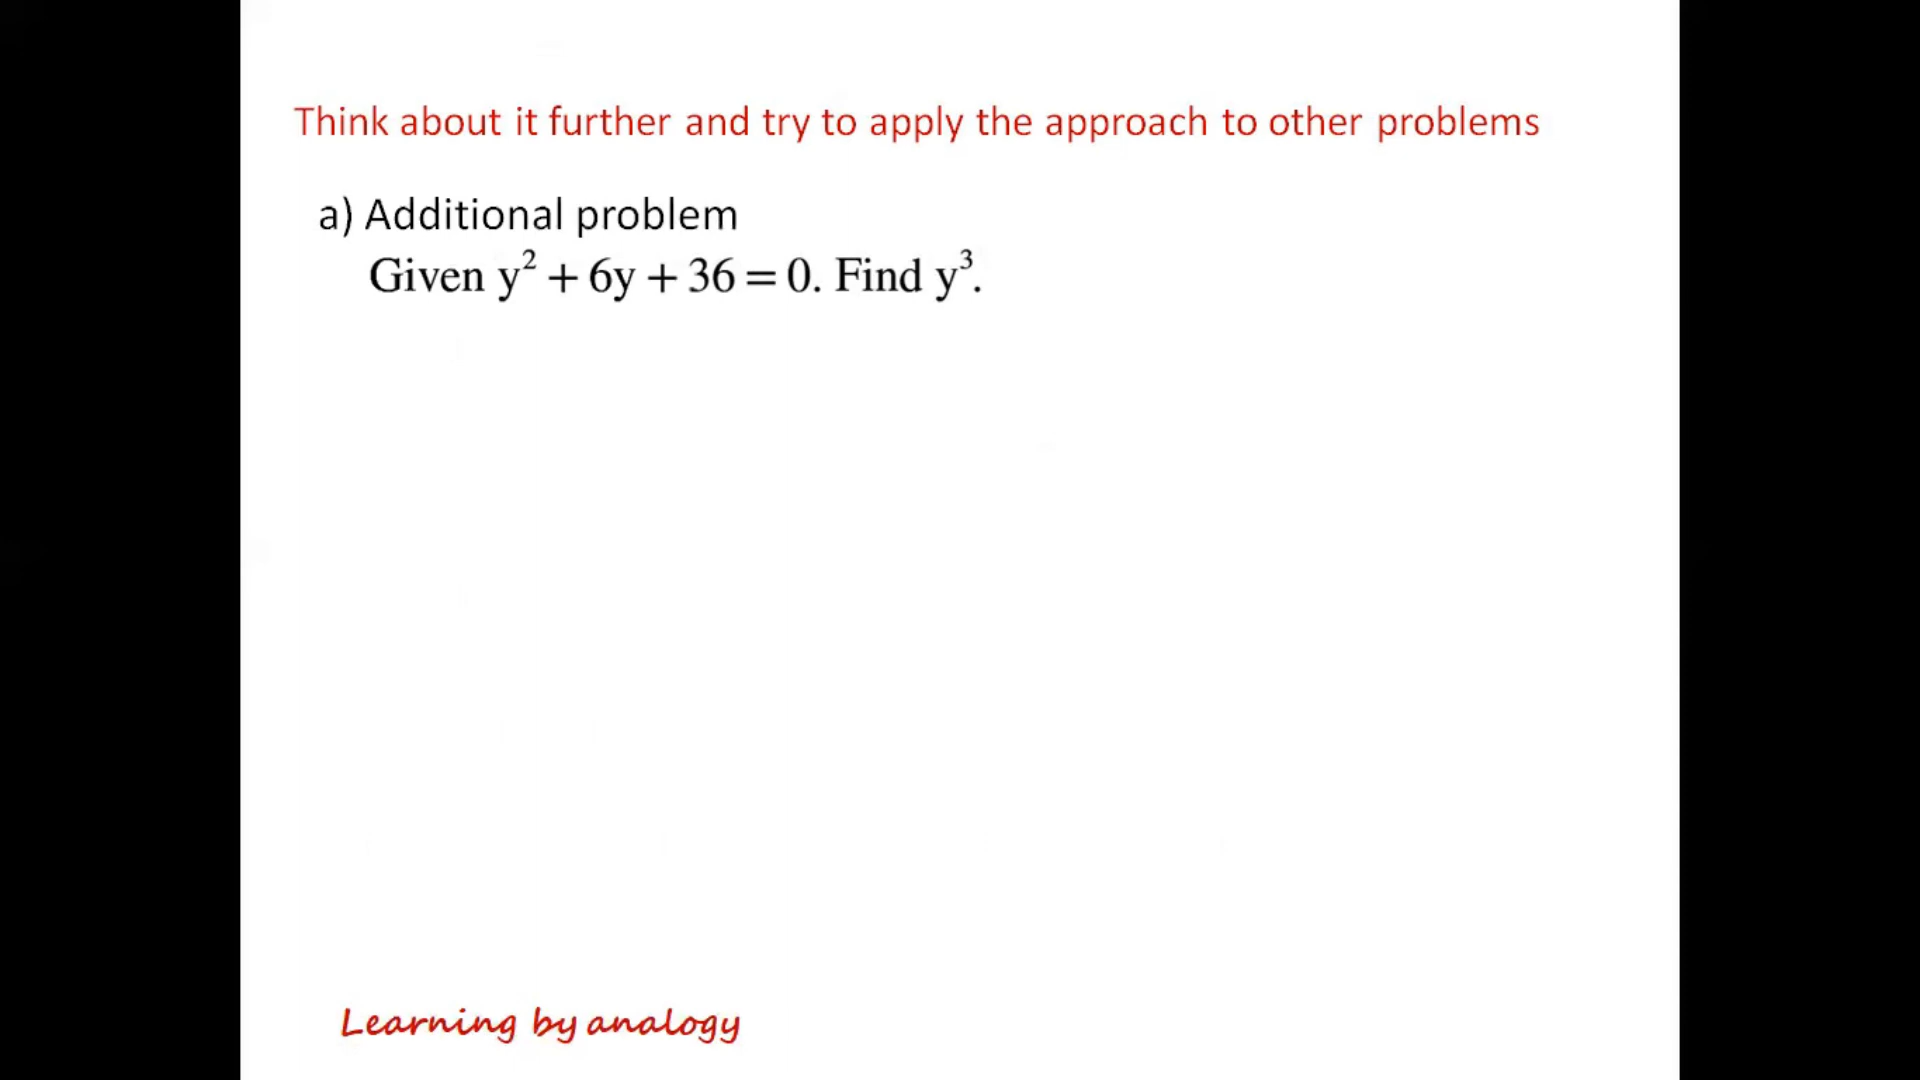 Think about it further and try to apply the approach to other problems
a) Additional problem
Given y² + 6y + 36 = 0. Find y³.
Learning by analogy